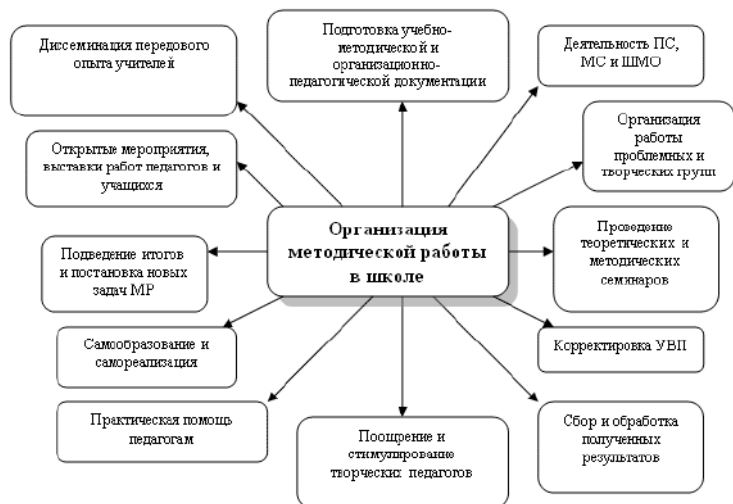 Диссеминация передового
опыта учителей
Подготовка учебно-
методической и
организационно-
педагогической документации
Деятельность ПС,
МС и ШМО
Открытые мероприятия,
выставки работ педагогов и
учащихся
Организация
работы
проблемных и
творческих групп
Организация
методической работы
в школе
Подведение итогов
и постановка новых
задач МР
Проведение
теоретических и
методических
семинаров
Самообразование и
самореализация
Корректировка УВП
Практическая помощь
педагогам
Поощрение и
стимулирование
творческих педагогов
Сбор и обработка
полученных
результатов